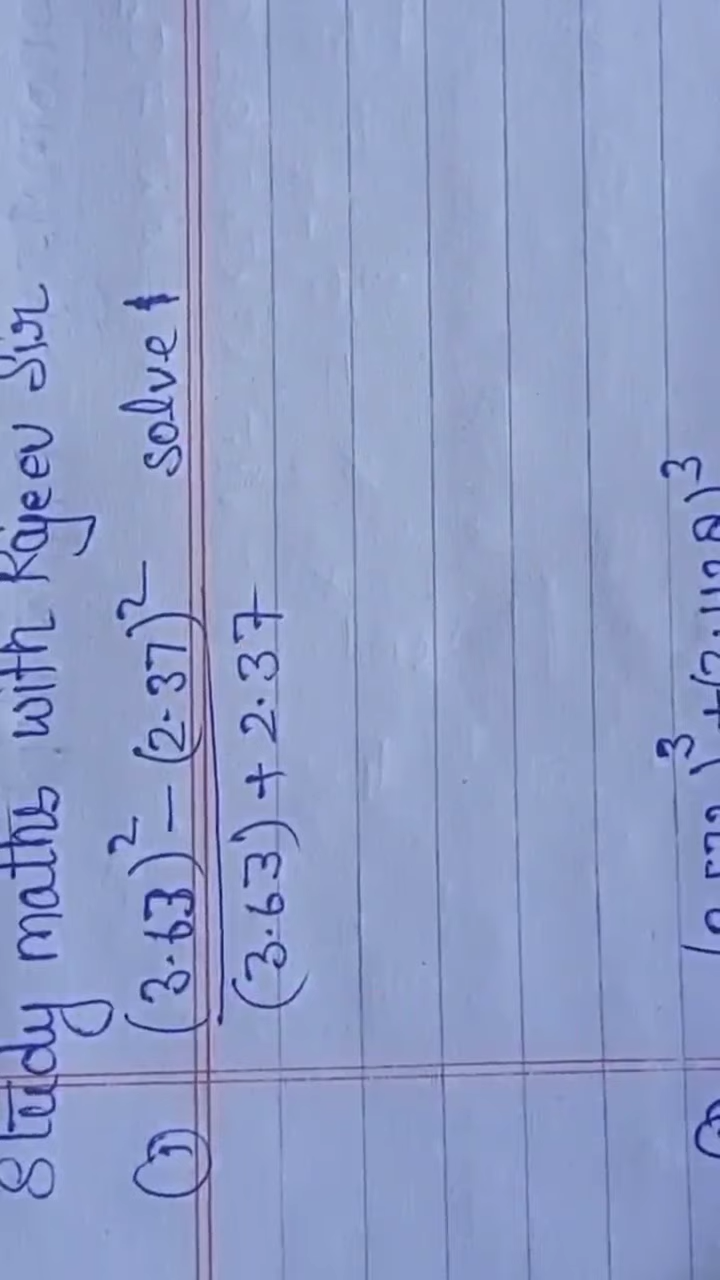 Study maths with Rajeev Sir
① (3.63)² − (2.37)² solve
(3.63) + 2.37